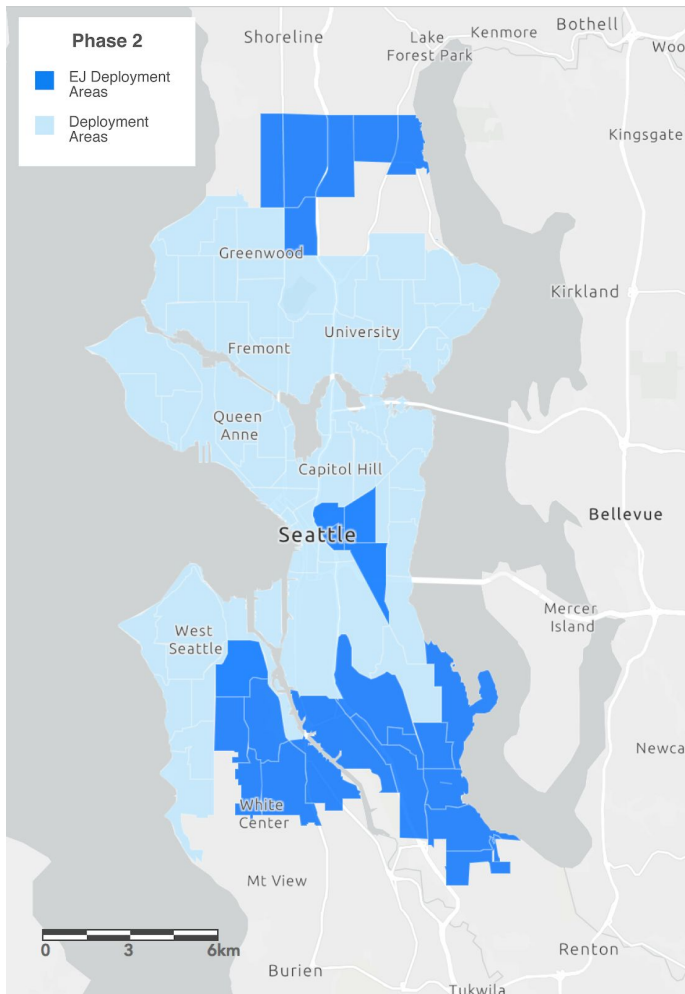 Phase 2
EJ Deployment
Areas
Deployment
Areas
Shoreline
Lake
Forest Park
Kenmore
Bothell
Woo
Kingsgate
Greenwood
Kirkland
University
Fremont
Queen
Anne
Capitol Hill
Seattle
Bellevue
Mercer
Island
West
Seattle
Newca
White
Center
Mt View
0 3 6km
Renton
Burien
Tukwila